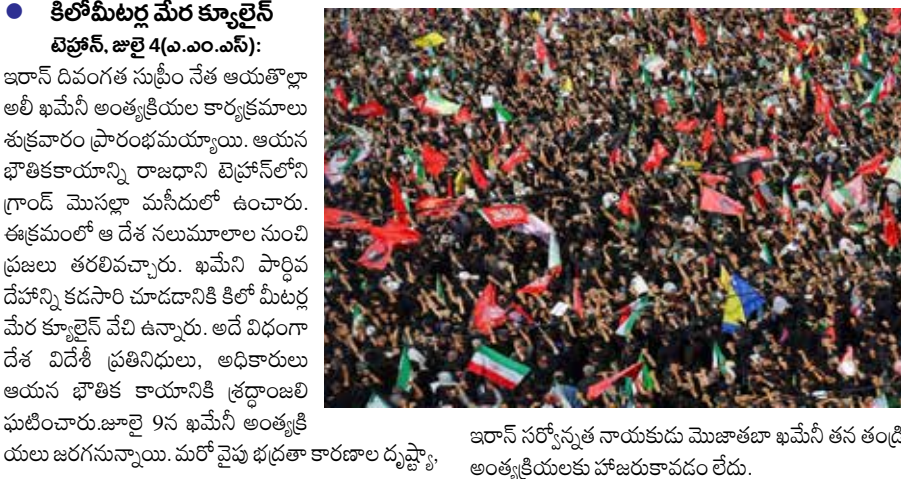 ● కిలోమీటర్ల మేర క్యూలైన్
టెహ్రాన్, జులై 4(ఎ.ఎం.ఎస్):
ఇరాన్ దివంగత సుప్రీం నేత ఆయతొల్లా
అలీ ఖమేనీ అంత్యక్రియల కార్యక్రమాలు
శుక్రవారం ప్రారంభమయ్యాయి. ఆయన
భౌతికకాయాన్ని రాజధాని టెహ్రాన్‌లోని
గ్రాండ్ మొసల్లా మసీదులో ఉంచారు.
ఈక్రమంలో ఆ దేశ నలుమూలాల నుంచి
ప్రజలు తరలివచ్చారు. ఖమేని పార్థివ
దేహాన్ని కడసారి చూడడానికి కిలో మీటర్ల
మేర క్యూలైన్ వేచి ఉన్నారు. అదే విధంగా
దేశ విదేశీ ప్రతినిధులు, అధికారులు
ఆయన భౌతిక కాయానికి శ్రద్ధాంజలి
ఘటించారు.జూలై 9న ఖమేనీ అంత్యక్రి
యలు జరగనున్నాయి. మరో వైపు భద్రతా కారణాల దృష్ట్యా,
ఇరాన్ సర్వోన్నత నాయకుడు మొజాతబా ఖమేనీ తన తండ్రి
అంత్యక్రియలకు హాజరుకావడం లేదు.